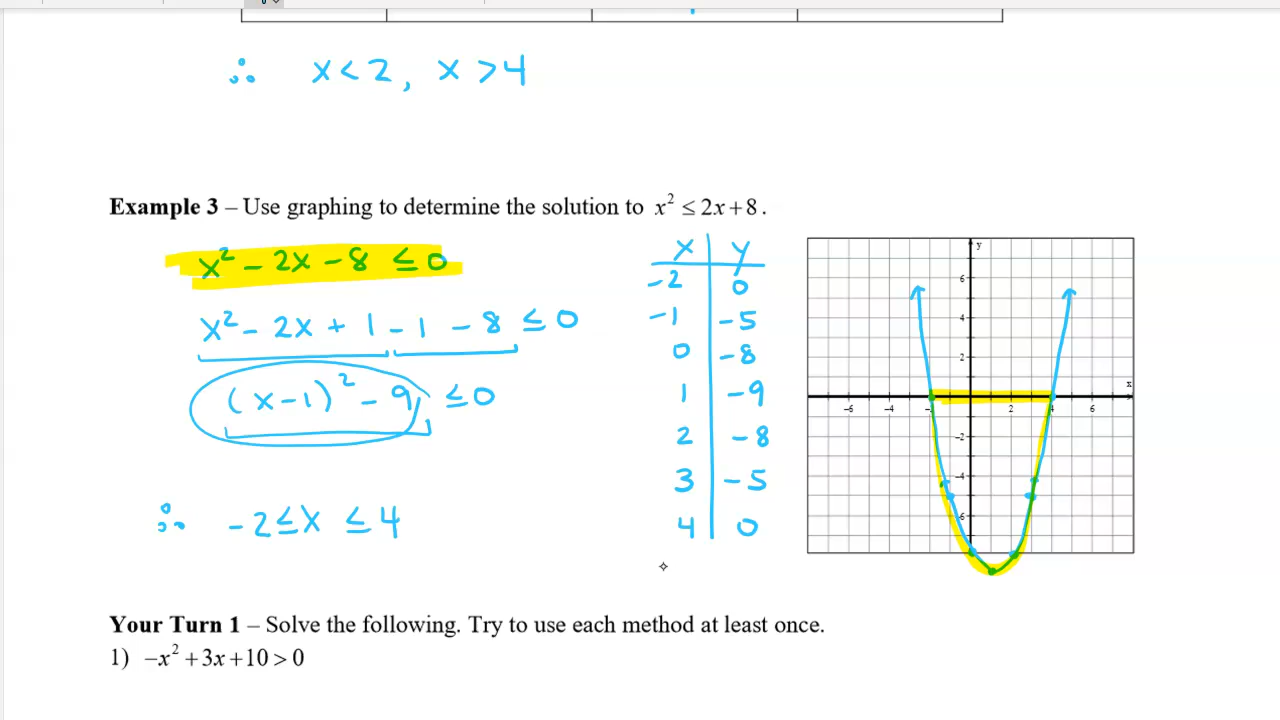 ∴ x < 2, x > 4
Example 3 – Use graphing to determine the solution to x² ≤ 2x + 8.
x² - 2x - 8 ≤ 0
x² - 2x + 1 - 1 - 8 ≤ 0
(x - 1)² - 9 ≤ 0
∴ -2 ≤ x ≤ 4
x y
-2 0
-1 -5
0 -8
1 -9
2 -8
3 -5
4 0
y
6
4
2
x
-6 -4 - 2 4 6
-2
-4
-6
Your Turn 1 – Solve the following. Try to use each method at least once.
1) -x² + 3x + 10 > 0